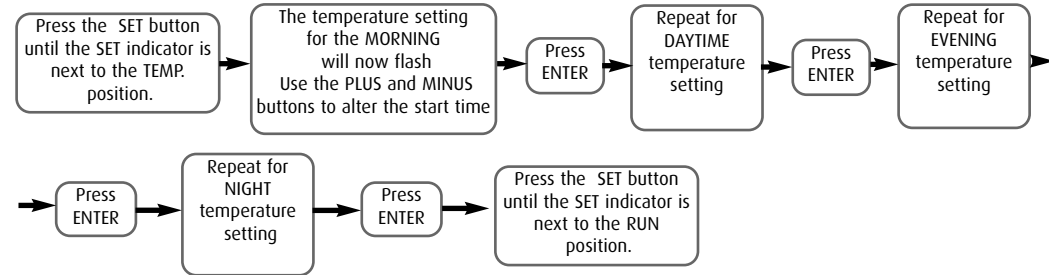 Press the SET button
until the SET indicator is
next to the TEMP.
position.
The temperature setting
for the MORNING
will now flash
Use the PLUS and MINUS
buttons to alter the start time
Press
ENTER
Repeat for
DAYTIME
temperature
setting
Press
ENTER
Repeat for
EVENING
temperature
setting
Press
ENTER
Repeat for
NIGHT
temperature
setting
Press
ENTER
Press the SET button
until the SET indicator is
next to the RUN
position.